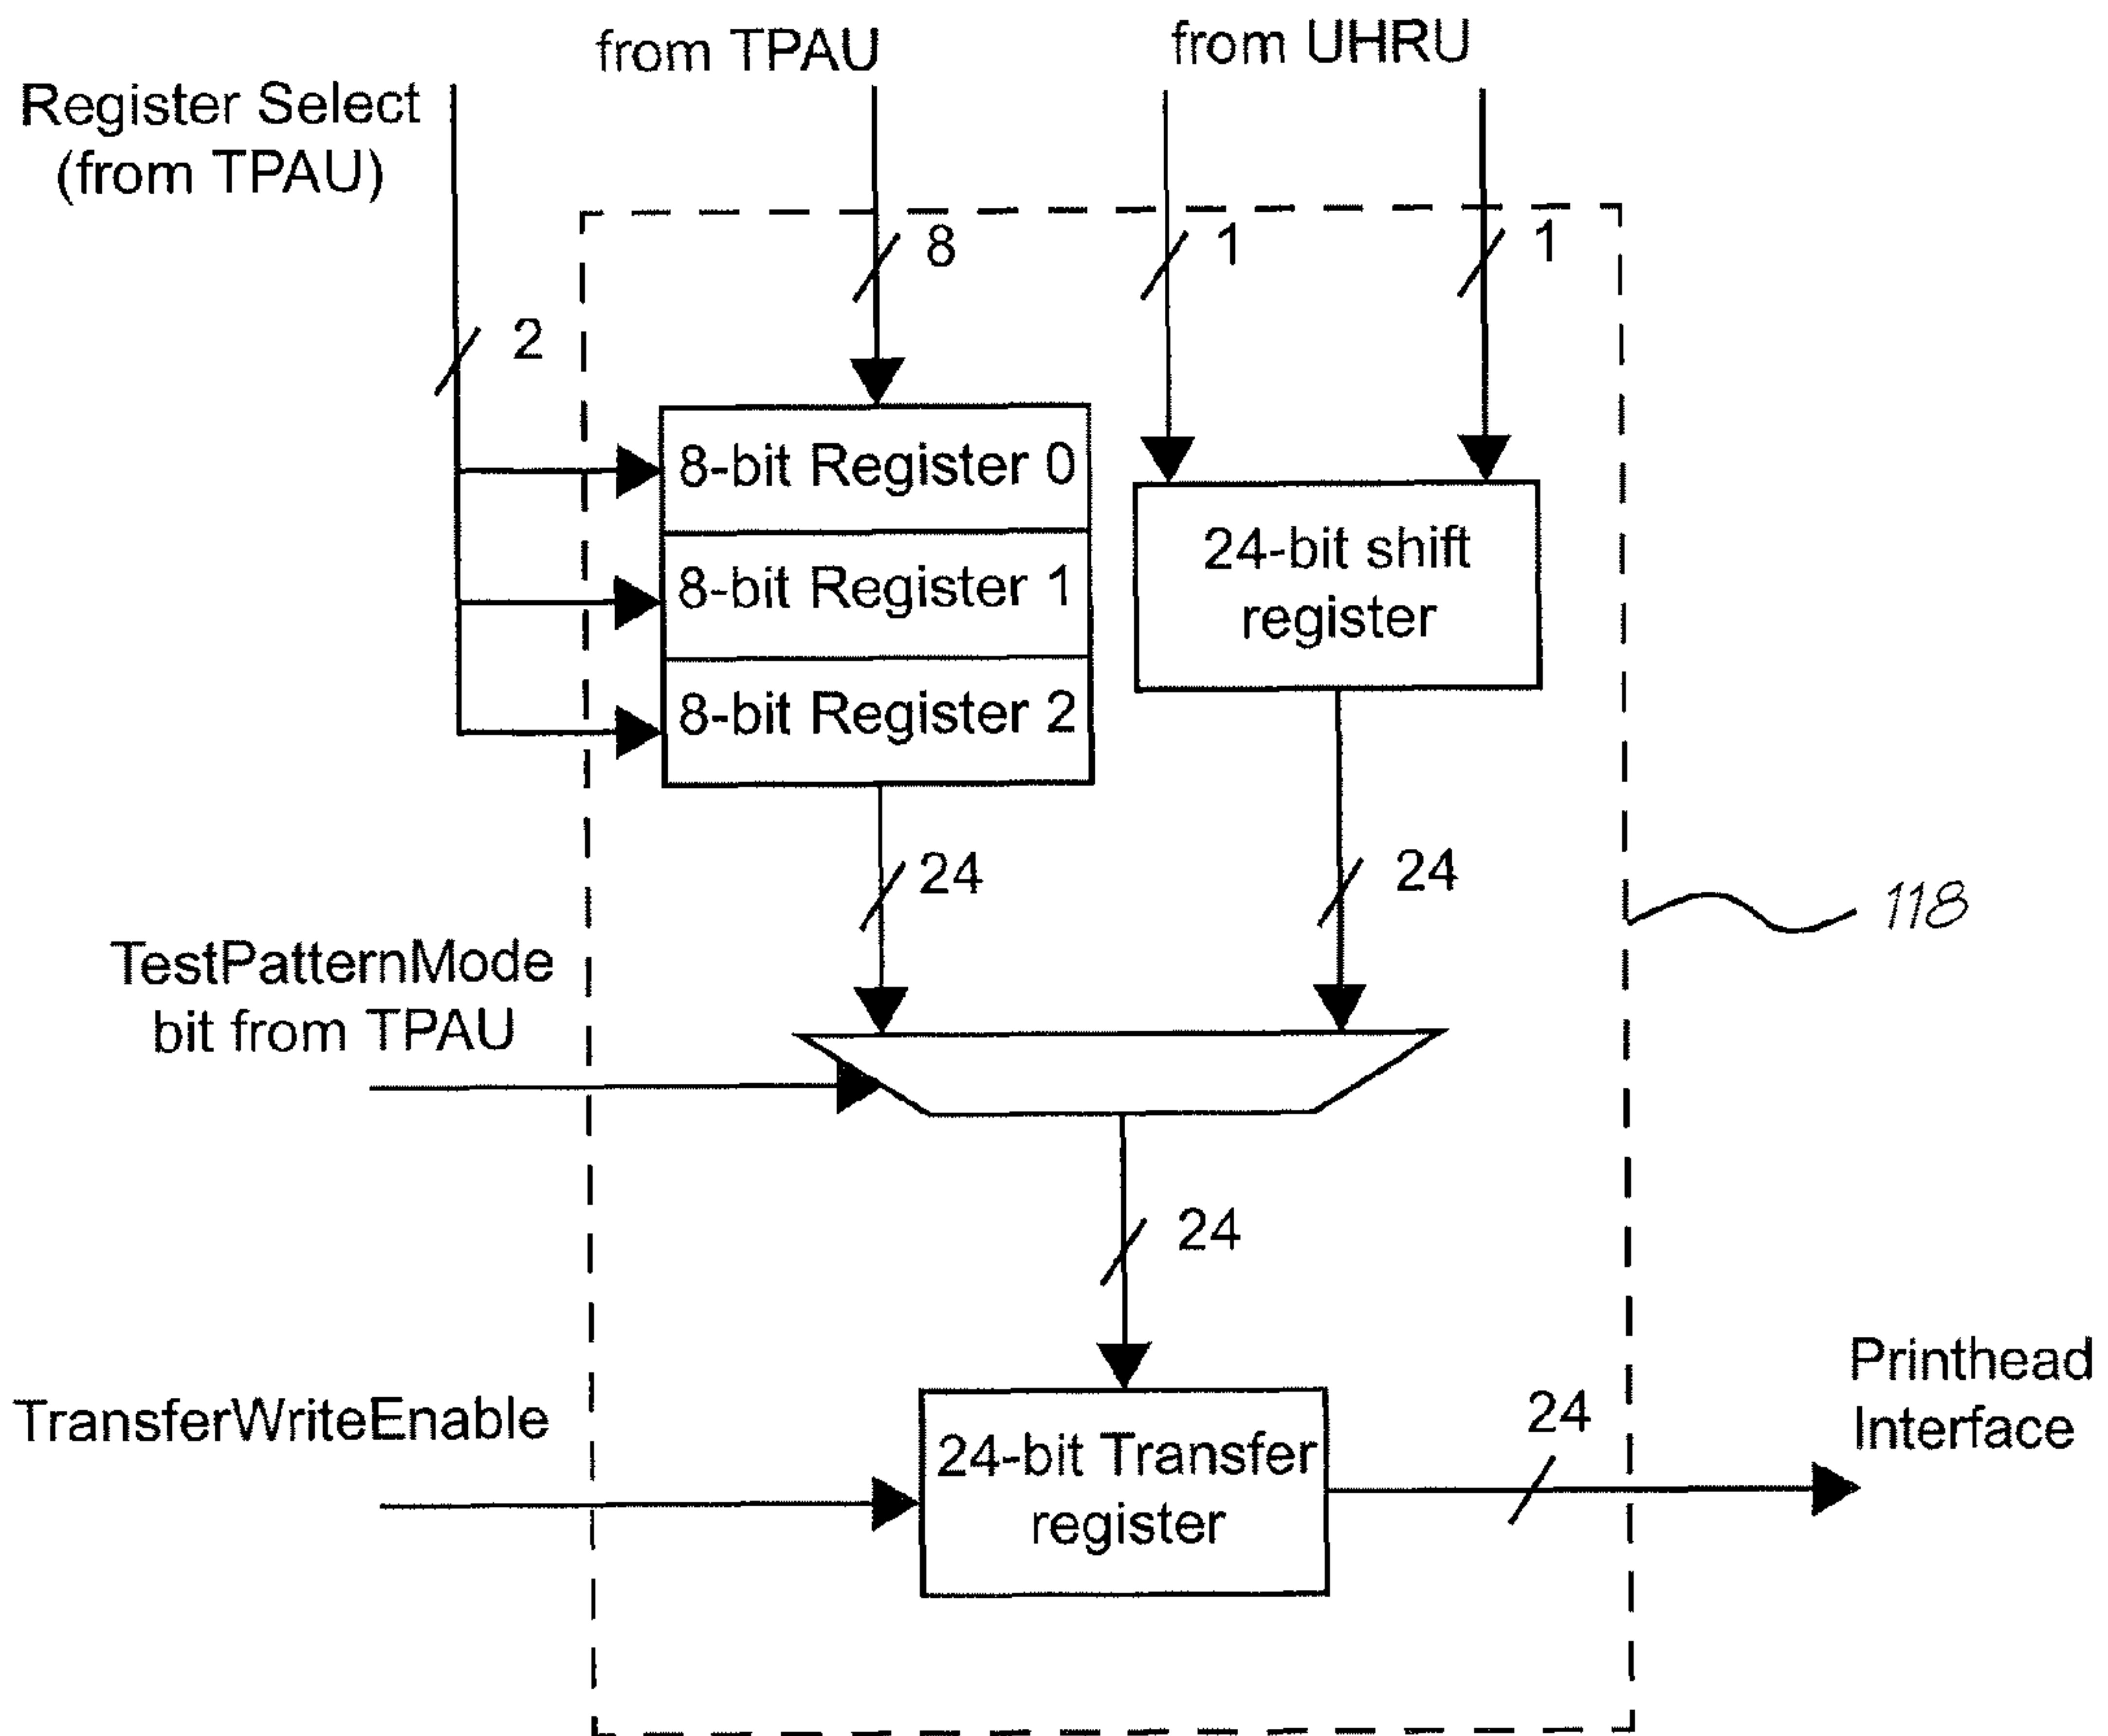 from TPAU
from UHRU
Register Select
(from TPAU)
8
1
1
2
8-bit Register 0
8-bit Register 1
8-bit Register 2
24-bit shift
register
24
24
118
TestPatternMode
bit from TPAU
24
Printhead
Interface
TransferWriteEnable
24
24-bit Transfer
register